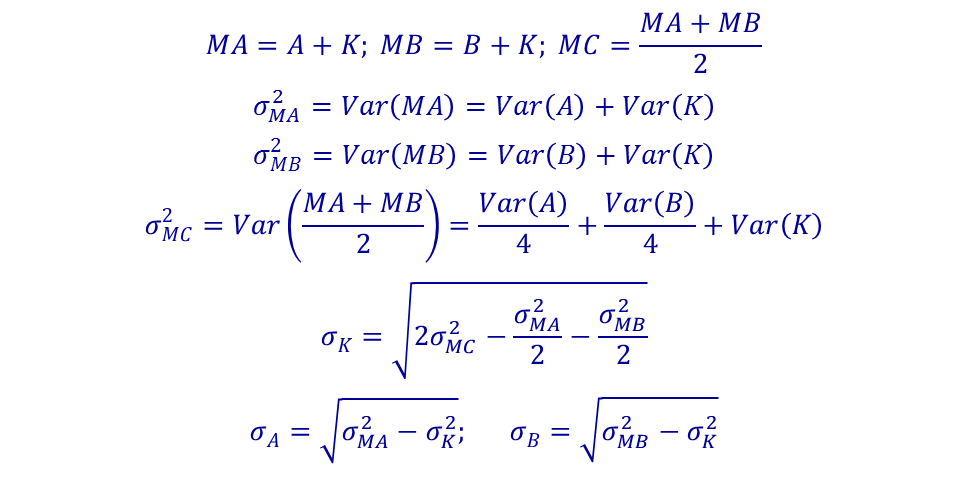 MA = A + K; MB = B + K; MC = (MA + MB)/2
σ²_MA = Var(MA) = Var(A) + Var(K)
σ²_MB = Var(MB) = Var(B) + Var(K)
σ²_MC = Var((MA + MB)/2) = Var(A)/4 + Var(B)/4 + Var(K)
σ_K = √(2σ²_MC − σ²_MA/2 − σ²_MB/2)
σ_A = √(σ²_MA − σ²_K); σ_B = √(σ²_MB − σ²_K)